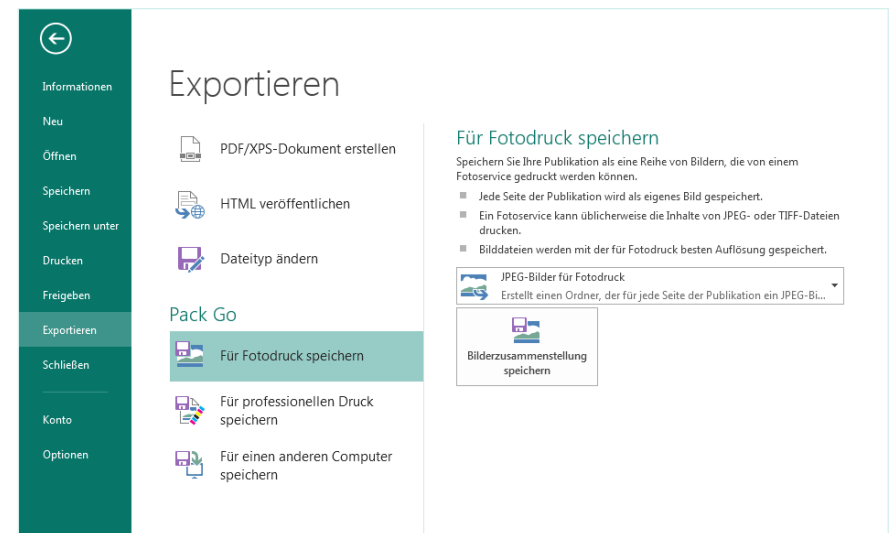 Informationen
Neu
Öffnen
Speichern
Speichern unter
Drucken
Freigeben
Exportieren
Schließen
Konto
Optionen
Exportieren
PDF/XPS-Dokument erstellen
HTML veröffentlichen
Dateityp ändern
Pack Go
Für Fotodruck speichern
Für professionellen Druck
speichern
Für einen anderen Computer
speichern
Für Fotodruck speichern
Speichern Sie Ihre Publikation als eine Reihe von Bildern, die von einem
Fotoservice gedruckt werden können.
Jede Seite der Publikation wird als eigenes Bild gespeichert.
Ein Fotoservice kann üblicherweise die Inhalte von JPEG- oder TIFF-Dateien
drucken.
Bilddateien werden mit der für Fotodruck besten Auflösung gespeichert.
JPEG-Bilder für Fotodruck
Erstellt einen Ordner, der für jede Seite der Publikation ein JPEG-Bi...
Bilderzusammenstellung
speichern